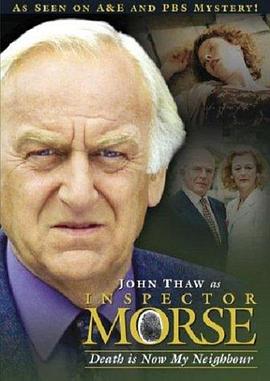 AS SEEN ON A&E AND PBS MYSTERY!
JOHN THAW as
INSPECTOR
MORSE
Death is Now My Neighbour